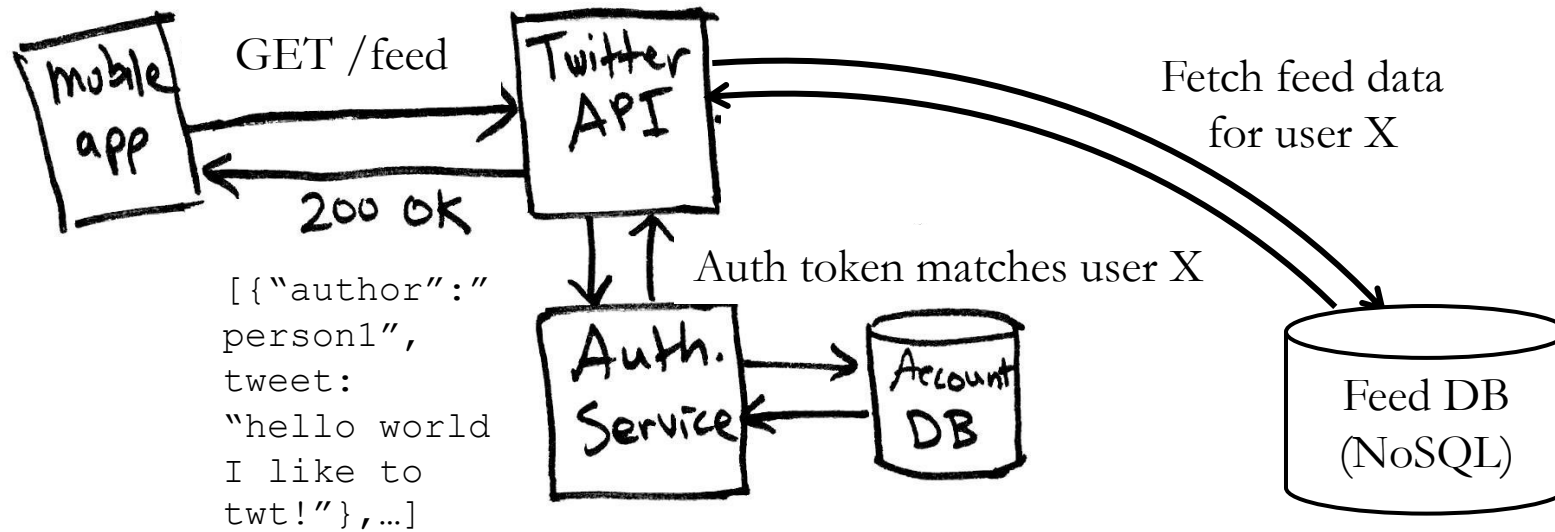 mobile
app
GET /feed
Twitter
API
Fetch feed data
for user X
200 OK
[{“author”:”
person1”,
tweet:
“hello world
I like to
twt!”},…]
Auth token matches user X
Auth.
Service
Account
DB
Feed DB
(NoSQL)